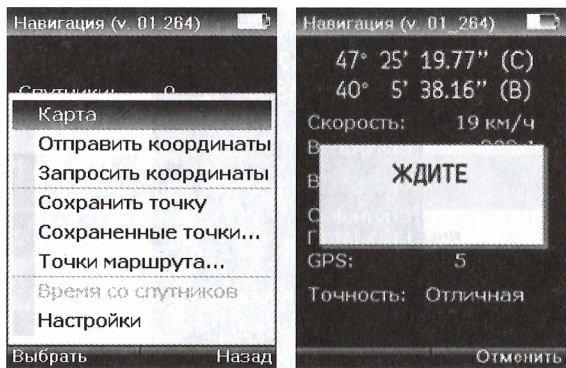 Навигация (v. 01.264)
Спутники: 0
Карта
Отправить координаты
Запросить координаты
Сохранить точку
Сохраненные точки...
Точки маршрута...
Время со спутников
Настройки
Выбрать Назад
Навигация (v. 01_264)
47° 25' 19.77" (С)
40° 5' 38.16" (В)
Скорость: 19 км/ч
ЖДИТЕ
GPS: 5
Точность: Отличная
Отменить